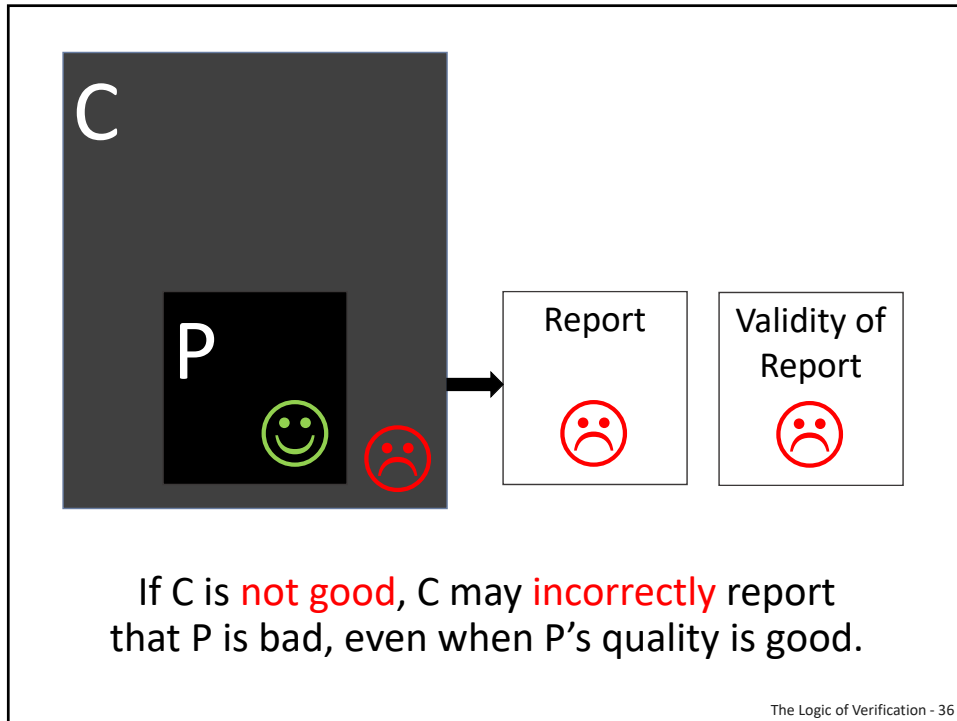 C
P
Report
Validity of
Report
If C is not good, C may incorrectly report
that P is bad, even when P’s quality is good.
The Logic of Verification - 36